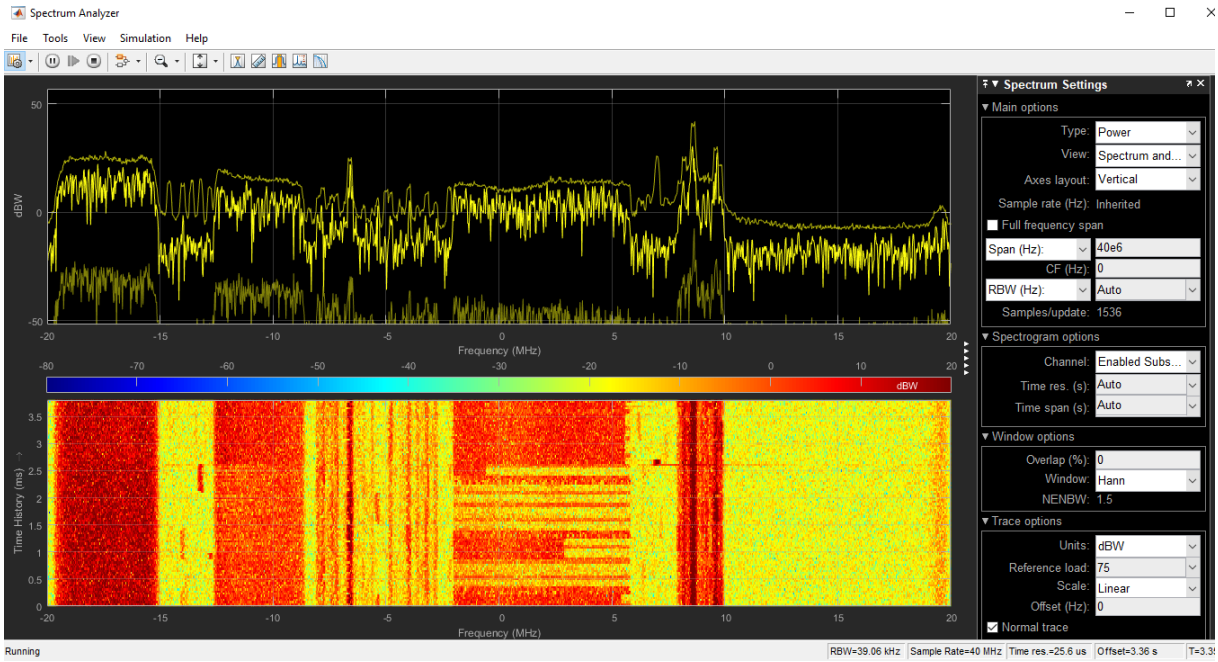 Spectrum Analyzer
File Tools View Simulation Help
50
0
-50
dBW
-20 -15 -10 -5 0 5 10 15 20
Frequency (MHz)
-80 -70 -60 -50 -40 -30 -20 -10 0 10 20
dBW
3.5
3
2.5
2
1.5
1
0.5
0
Time History (ms) →
-20 -15 -10 -5 0 5 10 15 20
Frequency (MHz)
Spectrum Settings
Main options
Type: Power
View: Spectrum and...
Axes layout: Vertical
Sample rate (Hz): Inherited
Full frequency span
Span (Hz): 40e6
CF (Hz): 0
RBW (Hz): Auto
Samples/update: 1536
Spectrogram options
Channel: Enabled Subs...
Time res. (s): Auto
Time span (s): Auto
Window options
Overlap (%): 0
Window: Hann
NENBW: 1.5
Trace options
Units: dBW
Reference load: 75
Scale: Linear
Offset (Hz): 0
Normal trace
Running
RBW=39.06 kHz Sample Rate=40 MHz Time res.=25.6 us Offset=3.36 s